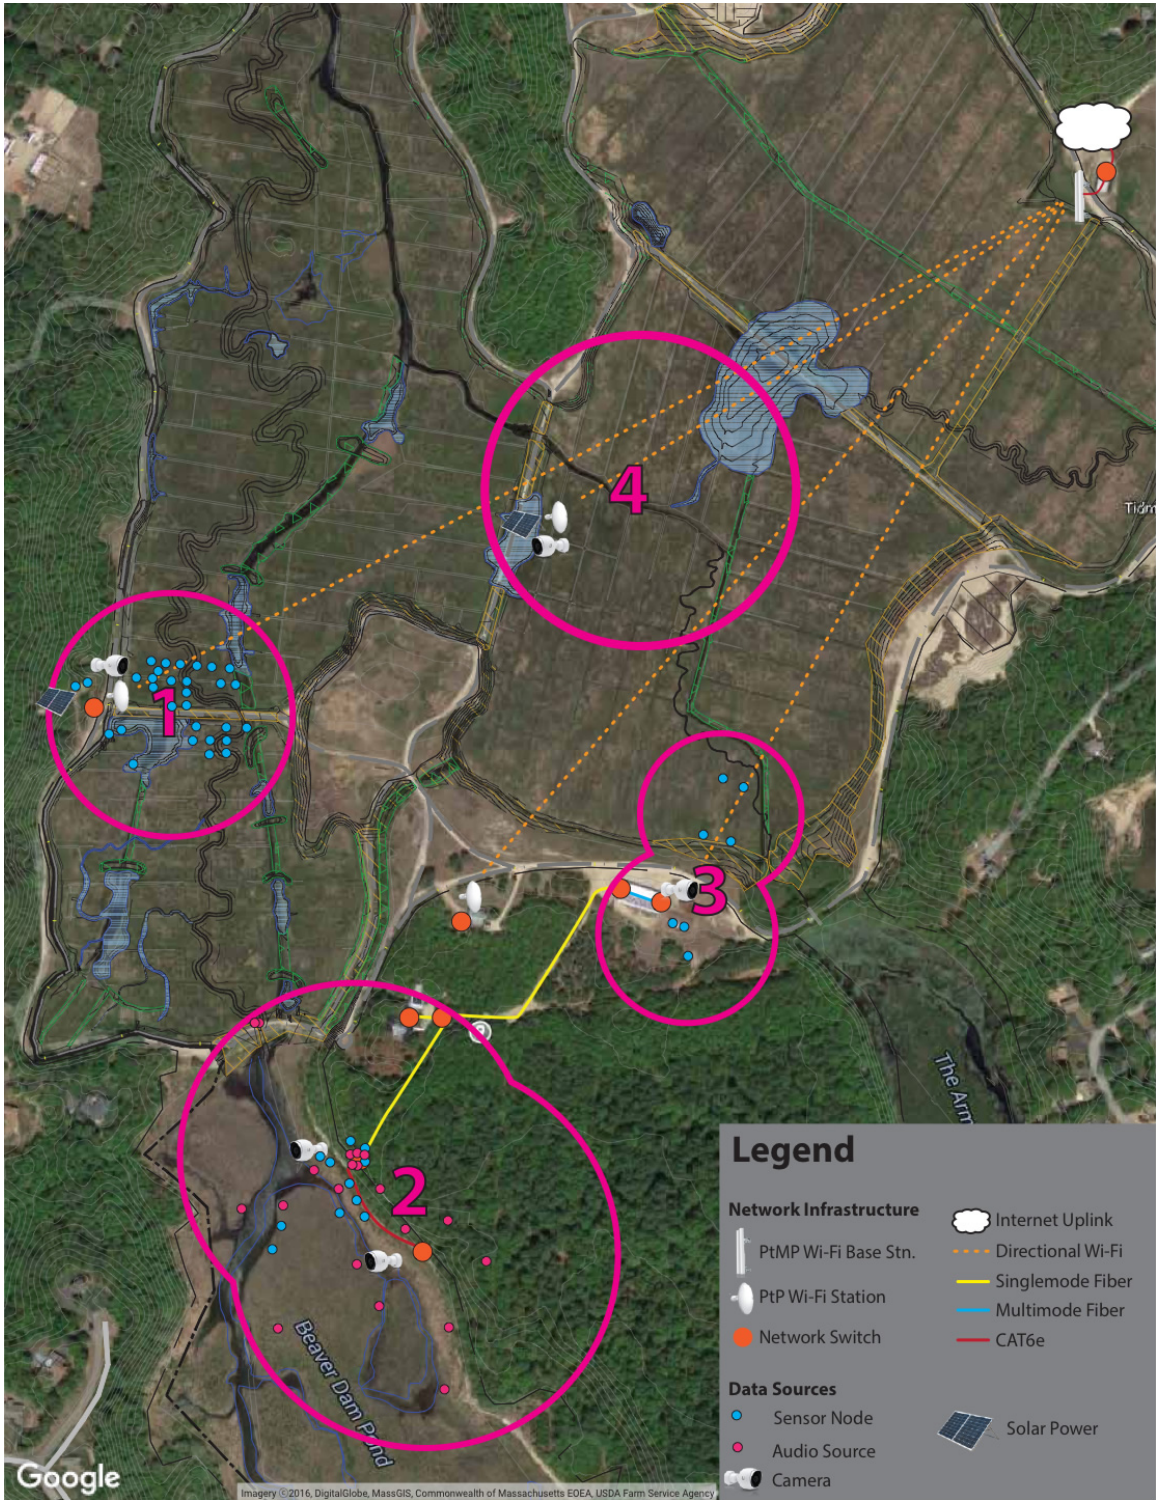 Tidm
4
1
3
2
The Arm
Beaver Dam Pond
Legend
Network Infrastructure
PtMP Wi-Fi Base Stn.
PtP Wi-Fi Station
Network Switch
Internet Uplink
Directional Wi-Fi
Singlemode Fiber
Multimode Fiber
CAT6e
Data Sources
Sensor Node
Audio Source
Camera
Solar Power
Google
Imagery ©2016, DigitalGlobe, MassGIS, Commonwealth of Massachusetts EOEA, USDA Farm Service Agency